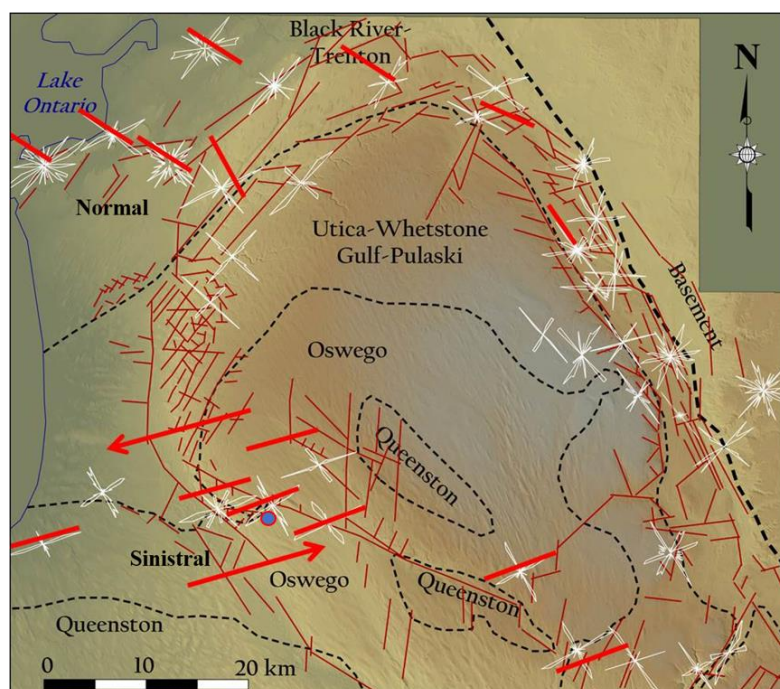 Black River-
Trenton
N
Lake
Ontario
Normal
Utica-Whetstone
Gulf-Pulaski
Basement
Oswego
Queenston
Sinistral
Oswego
Queenston
Queenston
0 10 20 km